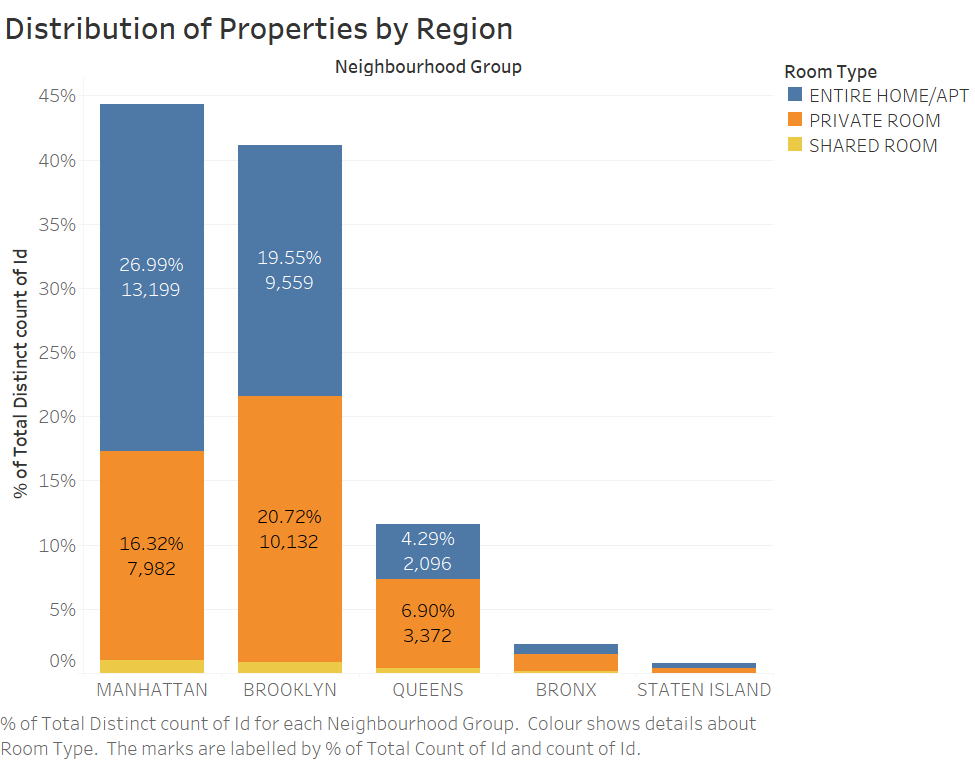 Distribution of Properties by Region
Neighbourhood Group
Room Type
ENTIRE HOME/APT
PRIVATE ROOM
SHARED ROOM
% of Total Distinct count of Id
45%
40%
35%
30%
25%
20%
15%
10%
5%
0%
26.99%
13,199
16.32%
7,982
19.55%
9,559
20.72%
10,132
4.29%
2,096
6.90%
3,372
MANHATTAN
BROOKLYN
QUEENS
BRONX
STATEN ISLAND
% of Total Distinct count of Id for each Neighbourhood Group.  Colour shows details about
Room Type.  The marks are labelled by % of Total Count of Id and count of Id.